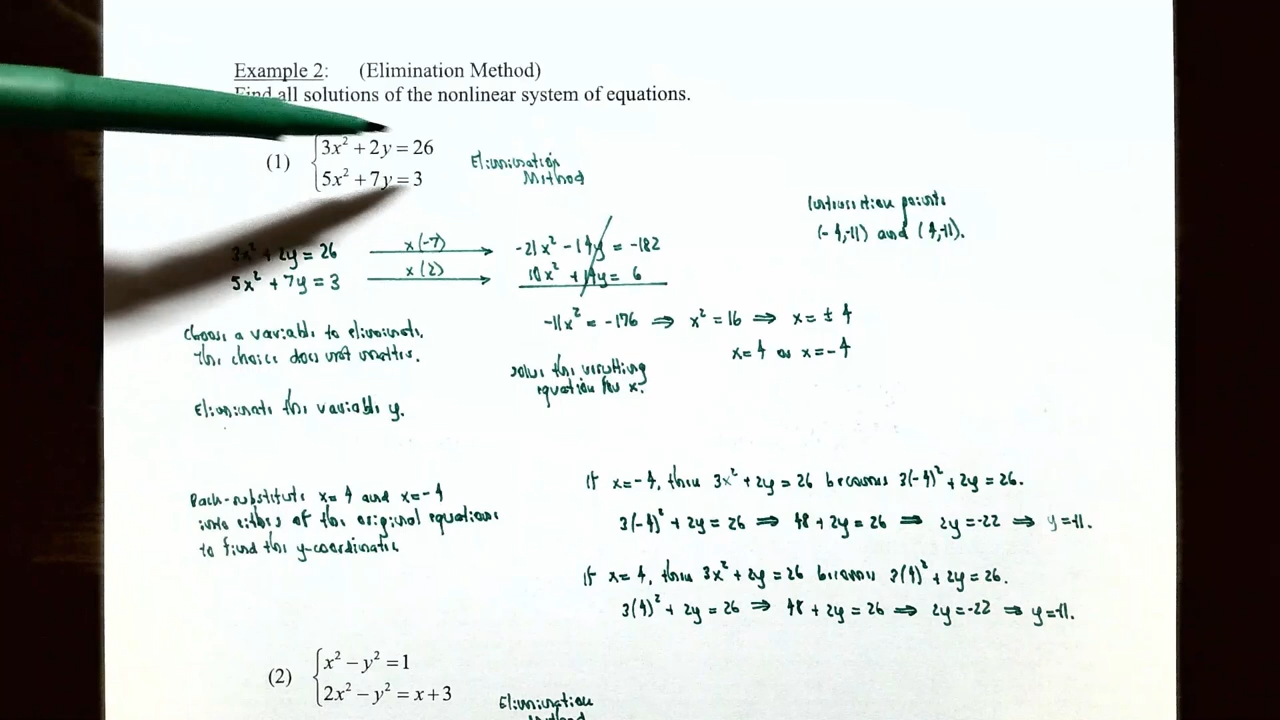 Example 2: (Elimination Method)
Find all solutions of the nonlinear system of equations.
(1) 3x² + 2y = 26
5x² + 7y = 3
Elimination
Method
Intersection points
(-4,-11) and (4,-11).
3x² + 2y = 26 x(-7) -21x² - 14y = -182
5x² + 7y = 3 x(2) 10x² + 14y = 6
-11x² = -176 ⇒ x² = 16 ⇒ x = ± 4
x = 4 or x = -4
Choose a variable to eliminate.
This choice does not matter.
Solve the resulting
equation for x.
Eliminate the variable y.
Back-substitute x = 4 and x = -4
into either of the original equations
to find the y-coordinate.
If x = -4, then 3x² + 2y = 26 becomes 3(-4)² + 2y = 26.
3(-4)² + 2y = 26 ⇒ 48 + 2y = 26 ⇒ 2y = -22 ⇒ y = -11.
If x = 4, then 3x² + 2y = 26 becomes 3(4)² + 2y = 26.
3(4)² + 2y = 26 ⇒ 48 + 2y = 26 ⇒ 2y = -22 ⇒ y = -11.
(2) x² − y² = 1
2x² − y² = x + 3
Elimination
Method